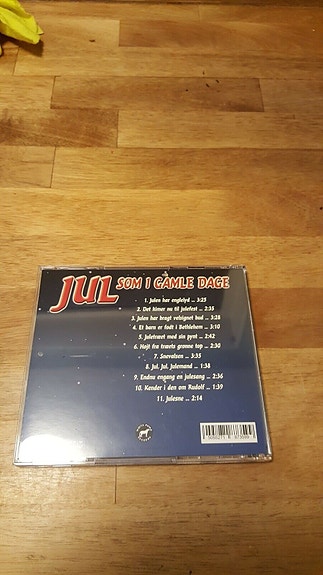 JUL SOM I GAMLE DAGE
1. Julen har englelyd ... 3:25
2. Det kimer nu til julefest ... 2:35
3. Julen har bragt velsignet bud ... 3:28
4. Et barn er født i Bethlehem ... 3:10
5. Juletræet med sin pynt ... 2:42
6. Højt fra træets grønne top ... 2:30
7. Snevalsen ... 3:35
8. Jul, Jul, Julemand ... 1:38
9. Endnu engang en julesang ... 2:36
10. Kender i den om Rudolf ... 3:39
11. Julesne ... 2:14